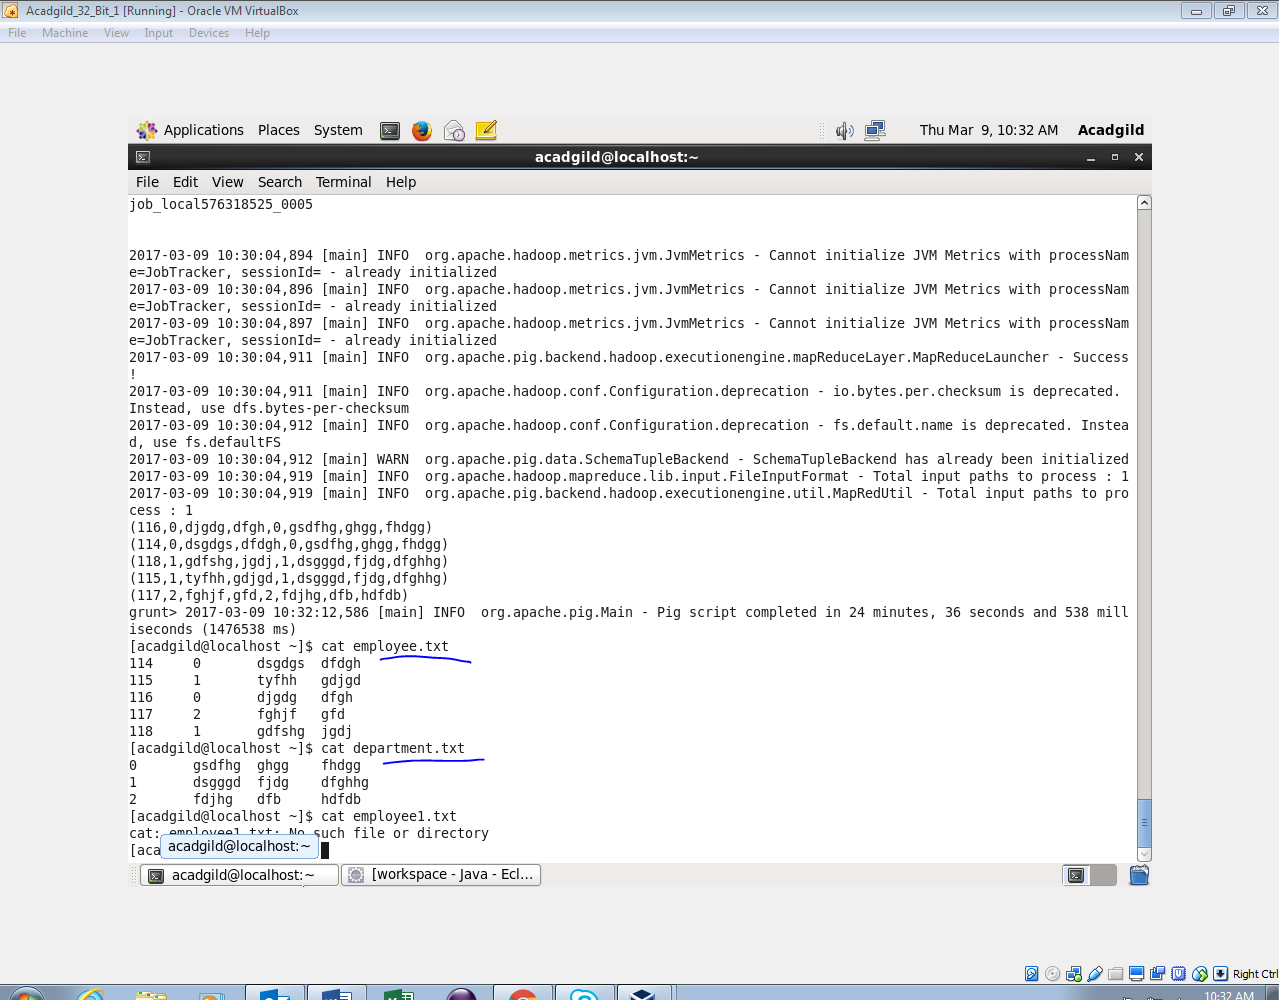 Acadgild_32_Bit_1 [Running] - Oracle VM VirtualBox
File Machine View Input Devices Help
Applications Places System Thu Mar 9, 10:32 AM Acadgild
acadgild@localhost:~
File Edit View Search Terminal Help
job_local576318525_0005
2017-03-09 10:30:04,894 [main] INFO  org.apache.hadoop.metrics.jvm.JvmMetrics - Cannot initialize JVM Metrics with processNam
e=JobTracker, sessionId= - already initialized
2017-03-09 10:30:04,896 [main] INFO  org.apache.hadoop.metrics.jvm.JvmMetrics - Cannot initialize JVM Metrics with processNam
e=JobTracker, sessionId= - already initialized
2017-03-09 10:30:04,897 [main] INFO  org.apache.hadoop.metrics.jvm.JvmMetrics - Cannot initialize JVM Metrics with processNam
e=JobTracker, sessionId= - already initialized
2017-03-09 10:30:04,911 [main] INFO  org.apache.pig.backend.hadoop.executionengine.mapReduceLayer.MapReduceLauncher - Success
!
2017-03-09 10:30:04,911 [main] INFO  org.apache.hadoop.conf.Configuration.deprecation - io.bytes.per.checksum is deprecated.
Instead, use dfs.bytes-per-checksum
2017-03-09 10:30:04,912 [main] INFO  org.apache.hadoop.conf.Configuration.deprecation - fs.default.name is deprecated. Instea
d, use fs.defaultFS
2017-03-09 10:30:04,912 [main] WARN  org.apache.pig.data.SchemaTupleBackend - SchemaTupleBackend has already been initialized
2017-03-09 10:30:04,919 [main] INFO  org.apache.hadoop.mapreduce.lib.input.FileInputFormat - Total input paths to process : 1
2017-03-09 10:30:04,919 [main] INFO  org.apache.pig.backend.hadoop.executionengine.util.MapRedUtil - Total input paths to pro
cess : 1
(116,0,djgdg,dfgh,0,gsdfhg,ghgg,fhdgg)
(114,0,dsgdgs,dfdgh,0,gsdfhg,ghgg,fhdgg)
(118,1,gdfshg,jgdj,1,dsgggd,fjdg,dfghhg)
(115,1,tyfhh,gdjgd,1,dsgggd,fjdg,dfghhg)
(117,2,fghjf,gfd,2,fdjhg,dfb,hdfdb)
grunt> 2017-03-09 10:32:12,586 [main] INFO  org.apache.pig.Main - Pig script completed in 24 minutes, 36 seconds and 538 mill
iseconds (1476538 ms)
[acadgild@localhost ~]$ cat employee.txt
114 0 dsgdgs dfdgh
115 1 tyfhh gdjgd
116 0 djgdg dfgh
117 2 fghjf gfd
118 1 gdfshg jgdj
[acadgild@localhost ~]$ cat department.txt
0 gsdfhg ghgg fhdgg
1 dsgggd fjdg dfghhg
2 fdjhg dfb hdfdb
[acadgild@localhost ~]$ cat employee1.txt
cat: employee1.txt: No such file or directory
[aca
acadgild@localhost:~
acadgild@localhost:~ [workspace - Java - Ecl...
Right Ctrl
10:32 AM